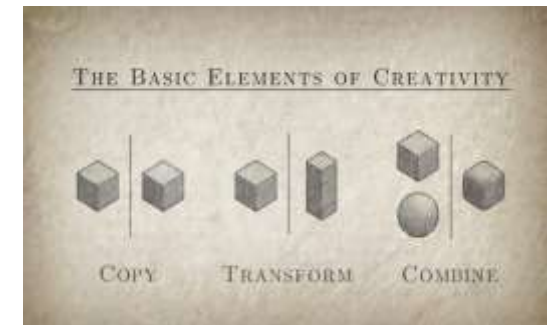 The Basic Elements of Creativity
Copy
Transform
Combine